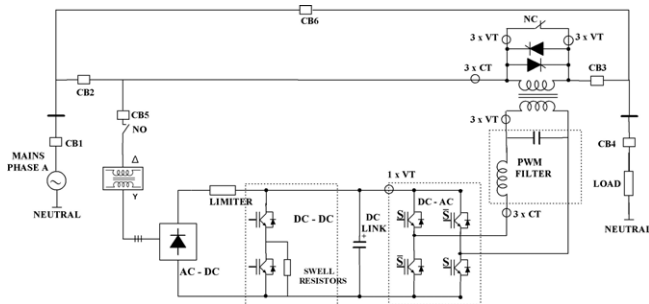 CB6
NC
3 x VT
3 x VT
3 x CT
CB2
CB3
CB5
NO
3 x VT
CB1
CB4
MAINS
PHASE A
Δ
Y
PWM
FILTER
LOAD
NEUTRAL
1 x VT
LIMITER
DC - DC
DC
LINK
+
DC - AC
S
S
3 x CT
NEUTRAL
SWELL
RESISTORS
S̅
S
AC - DC